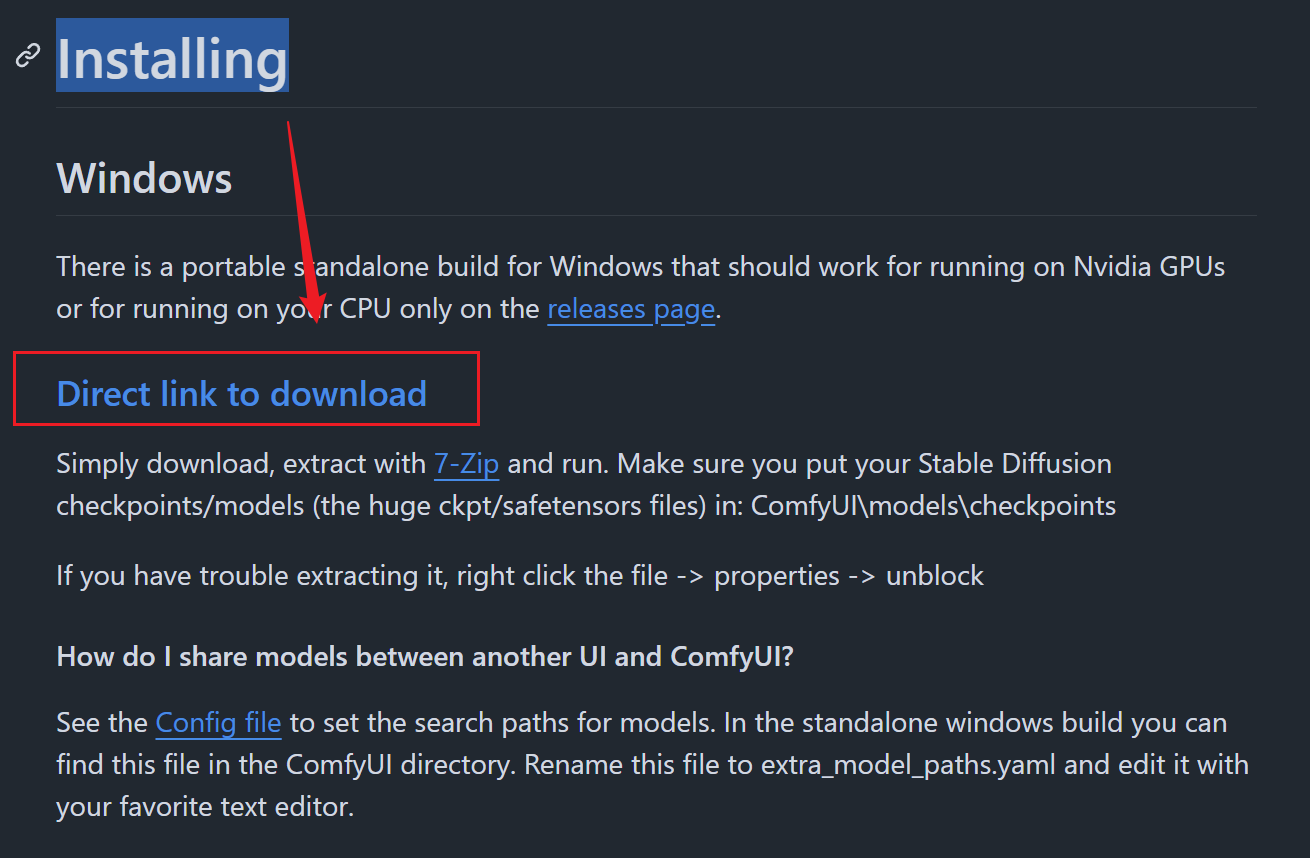 Installing
Windows
There is a portable standalone build for Windows that should work for running on Nvidia GPUs
or for running on your CPU only on the releases page.
Direct link to download
Simply download, extract with 7-Zip and run. Make sure you put your Stable Diffusion
checkpoints/models (the huge ckpt/safetensors files) in: ComfyUI\models\checkpoints
If you have trouble extracting it, right click the file -> properties -> unblock
How do I share models between another UI and ComfyUI?
See the Config file to set the search paths for models. In the standalone windows build you can
find this file in the ComfyUI directory. Rename this file to extra_model_paths.yaml and edit it with
your favorite text editor.